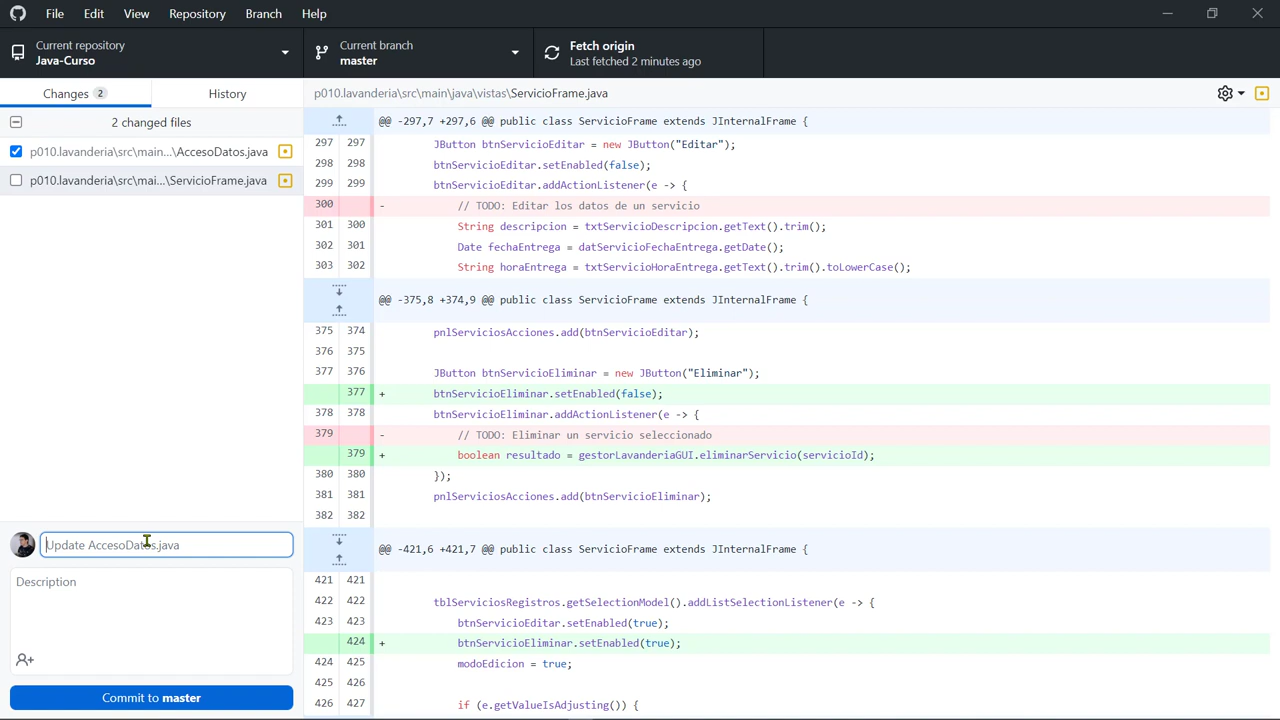 File Edit View Repository Branch Help
Current repository
Java-Curso
Current branch
master
Fetch origin
Last fetched 2 minutes ago
Changes 2
History
p010.lavanderia\src\main\java\vistas\ServicioFrame.java
2 changed files
p010.lavanderia\src\main...\AccesoDatos.java
p010.lavanderia\src\mai...\ServicioFrame.java
@@ -297,7 +297,6 @@ public class ServicioFrame extends JInternalFrame {
297 297 JButton btnServicioEditar = new JButton("Editar");
298 298 btnServicioEditar.setEnabled(false);
299 299 btnServicioEditar.addActionListener(e -> {
300 - // TODO: Editar los datos de un servicio
301 300 String descripcion = txtServicioDescripcion.getText().trim();
302 301 Date fechaEntrega = datServicioFechaEntrega.getDate();
303 302 String horaEntrega = txtServicioHoraEntrega.getText().trim().toLowerCase();
@@ -375,8 +374,9 @@ public class ServicioFrame extends JInternalFrame {
375 374 pnlServiciosAcciones.add(btnServicioEditar);
376 375
377 376 JButton btnServicioEliminar = new JButton("Eliminar");
377 + btnServicioEliminar.setEnabled(false);
378 378 btnServicioEliminar.addActionListener(e -> {
379 - // TODO: Eliminar un servicio seleccionado
379 + boolean resultado = gestorLavanderiaGUI.eliminarServicio(servicioId);
380 380 });
381 381 pnlServiciosAcciones.add(btnServicioEliminar);
382 382
@@ -421,6 +421,7 @@ public class ServicioFrame extends JInternalFrame {
421 421
422 422 tblServiciosRegistros.getSelectionModel().addListSelectionListener(e -> {
423 423 btnServicioEditar.setEnabled(true);
424 + btnServicioEliminar.setEnabled(true);
424 425 modoEdicion = true;
425 426
426 427 if (e.getValueIsAdjusting()) {
Update AccesoDatos.java
Description
Commit to master